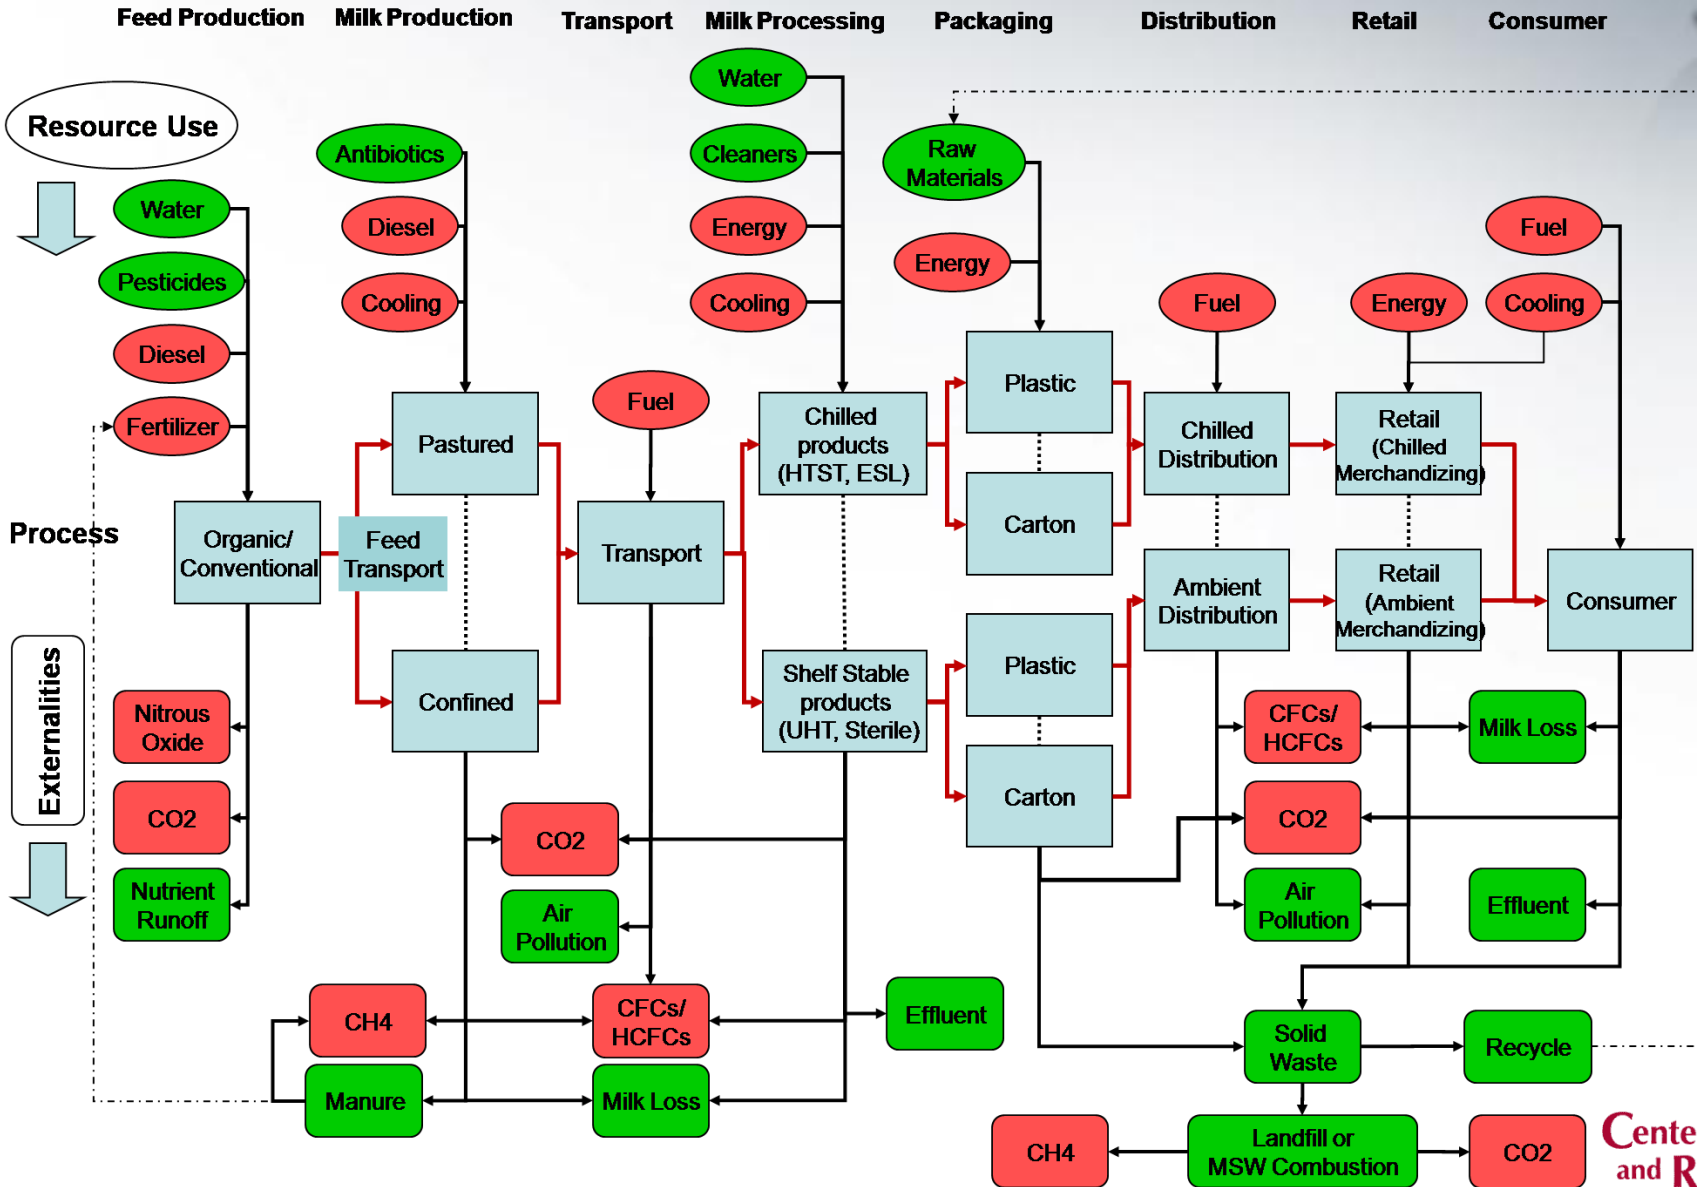 Feed Production
Milk Production
Transport
Milk Processing
Packaging
Distribution
Retail
Consumer
Resource Use
Water
Pesticides
Diesel
Fertilizer
Antibiotics
Diesel
Cooling
Fuel
Water
Cleaners
Energy
Cooling
Raw
Materials
Energy
Fuel
Energy
Fuel
Cooling
Process
Organic/
Conventional
Feed
Transport
Pastured
Confined
Transport
Chilled
products
(HTST, ESL)
Shelf Stable
products
(UHT, Sterile)
Plastic
Carton
Plastic
Carton
Chilled
Distribution
Ambient
Distribution
Retail
(Chilled
Merchandizing)
Retail
(Ambient
Merchandizing)
Consumer
Externalities
Nitrous
Oxide
CO2
Nutrient
Runoff
CH4
Manure
CO2
Air
Pollution
CFCs/
HCFCs
Milk Loss
Effluent
CFCs/
HCFCs
CO2
Air
Pollution
Milk Loss
Effluent
Solid
Waste
Recycle
CH4
Landfill or
MSW Combustion
CO2
Cente
and R